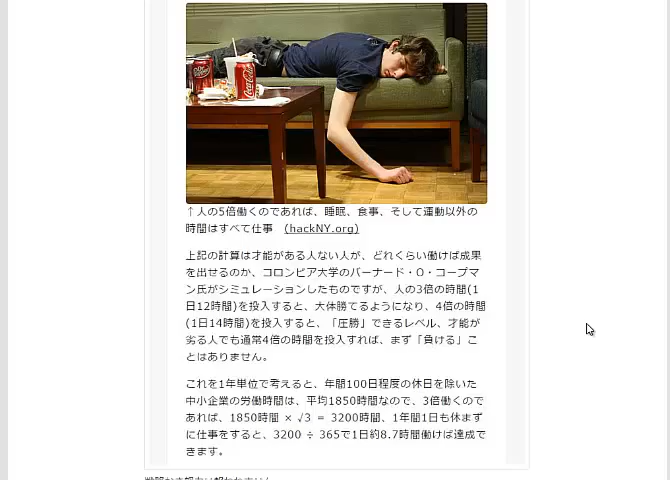 Dr Pepper
Coca-Cola
↑人の5倍働くのであれば、睡眠、食事、そして運動以外の
時間はすべて仕事　(hackNY.org)
上記の計算は才能がある人ない人が、どれくらい働けば成果
を出せるのか、コロンビア大学のバーナード・O・コープマ
ン氏がシミュレーションしたものですが、人の3倍の時間(1
日12時間)を投入すると、大体勝てるようになり、4倍の時間
(1日14時間)を投入すると、「圧勝」できるレベル、才能が
劣る人でも通常4倍の時間を投入すれば、まず「負ける」こ
とはありません。
これを1年単位で考えると、年間100日程度の休日を除いた
中小企業の労働時間は、平均1850時間なので、3倍働くので
あれば、1850時間 × √3 = 3200時間、1年間1日も休まず
に仕事をすると、3200 ÷ 365で1日約8.7時間働けば達成で
きます。